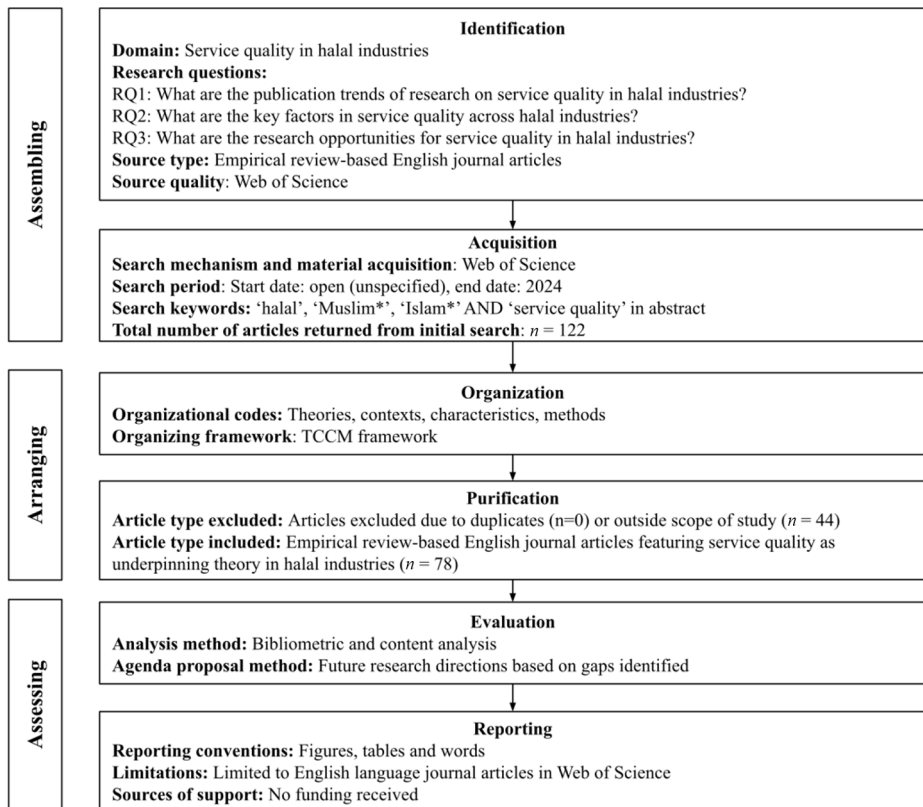 Assembling
Identification
Domain: Service quality in halal industries
Research questions:
RQ1: What are the publication trends of research on service quality in halal industries?
RQ2: What are the key factors in service quality across halal industries?
RQ3: What are the research opportunities for service quality in halal industries?
Source type: Empirical review-based English journal articles
Source quality: Web of Science
Acquisition
Search mechanism and material acquisition: Web of Science
Search period: Start date: open (unspecified), end date: 2024
Search keywords: ‘halal’, ‘Muslim*’, ‘Islam*’ AND ‘service quality’ in abstract
Total number of articles returned from initial search: n = 122
Arranging
Organization
Organizational codes: Theories, contexts, characteristics, methods
Organizing framework: TCCM framework
Purification
Article type excluded: Articles excluded due to duplicates (n=0) or outside scope of study (n = 44)
Article type included: Empirical review-based English journal articles featuring service quality as
underpinning theory in halal industries (n = 78)
Assessing
Evaluation
Analysis method: Bibliometric and content analysis
Agenda proposal method: Future research directions based on gaps identified
Reporting
Reporting conventions: Figures, tables and words
Limitations: Limited to English language journal articles in Web of Science
Sources of support: No funding received